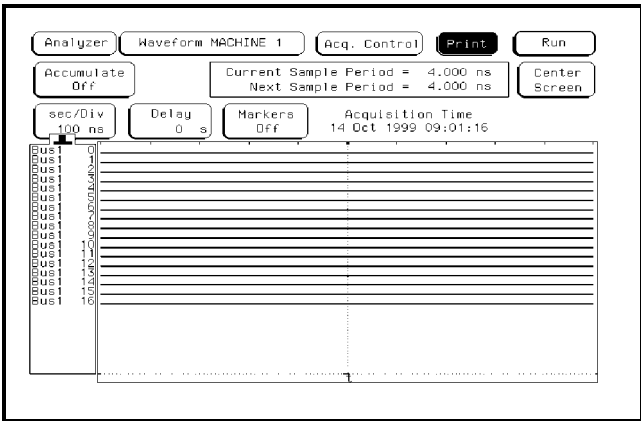 Analyzer Waveform MACHINE 1 Acq. Control Print Run
Accumulate Off
Current Sample Period = 4.000 ns
Next Sample Period = 4.000 ns
Center Screen
sec/Div 100 ns
Delay 0 s
Markers Off
Acquisition Time
14 Oct 1999 09:01:16
Bus1 0
Bus1 1
Bus1 2
Bus1 3
Bus1 4
Bus1 5
Bus1 6
Bus1 7
Bus1 8
Bus1 9
Bus1 10
Bus1 11
Bus1 12
Bus1 13
Bus1 14
Bus1 15
Bus1 16